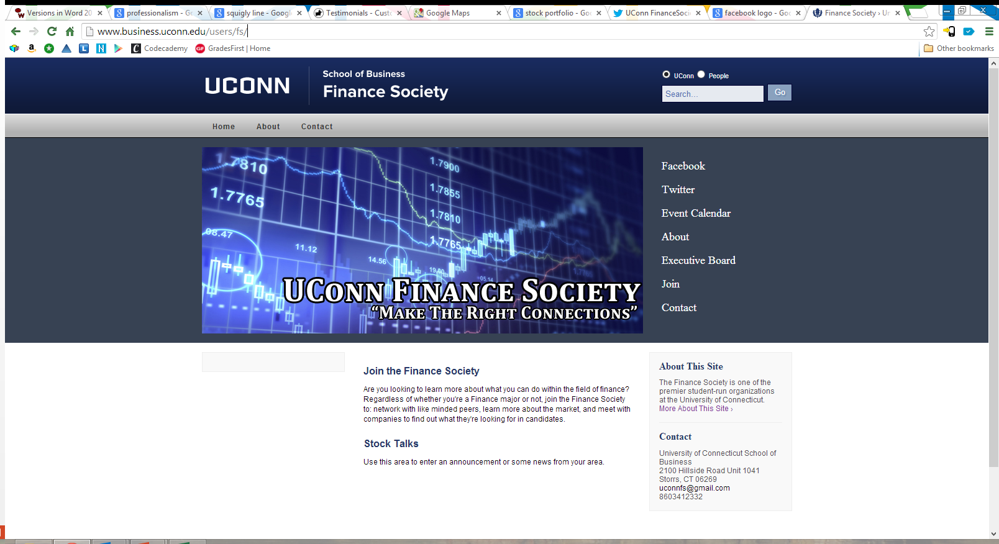 Versions in Word 20
professionalism - Go
squigly line - Google
Testimonials - Custo
Google Maps
stock portfolio - Goo
UConn FinanceSoci
facebook logo - Goo
Finance Society › Un
www.business.uconn.edu/users/fs/
Codecademy
GradesFirst | Home
Other bookmarks
UCONN
School of Business
Finance Society
UConn
People
Search...
Go
Home
About
Contact
1.7810
1.7765
08.47
11.12
14.56
19.00
05.14
1.7900
1.7855
1.7810
1.7765
1.7765
UConn Finance Society
“Make The Right Connections”
Facebook
Twitter
Event Calendar
About
Executive Board
Join
Contact
Join the Finance Society
Are you looking to learn more about what you can do within the field of finance?
Regardless of whether you're a Finance major or not, join the Finance Society
to: network with like minded peers, learn more about the market, and meet with
companies to find out what they're looking for in candidates.
Stock Talks
Use this area to enter an announcement or some news from your area.
About This Site
The Finance Society is one of the
premier student-run organizations
at the University of Connecticut.
More About This Site ›
Contact
University of Connecticut School of
Business
2100 Hillside Road Unit 1041
Storrs, CT 06269
uconnfs@gmail.com
8603412332